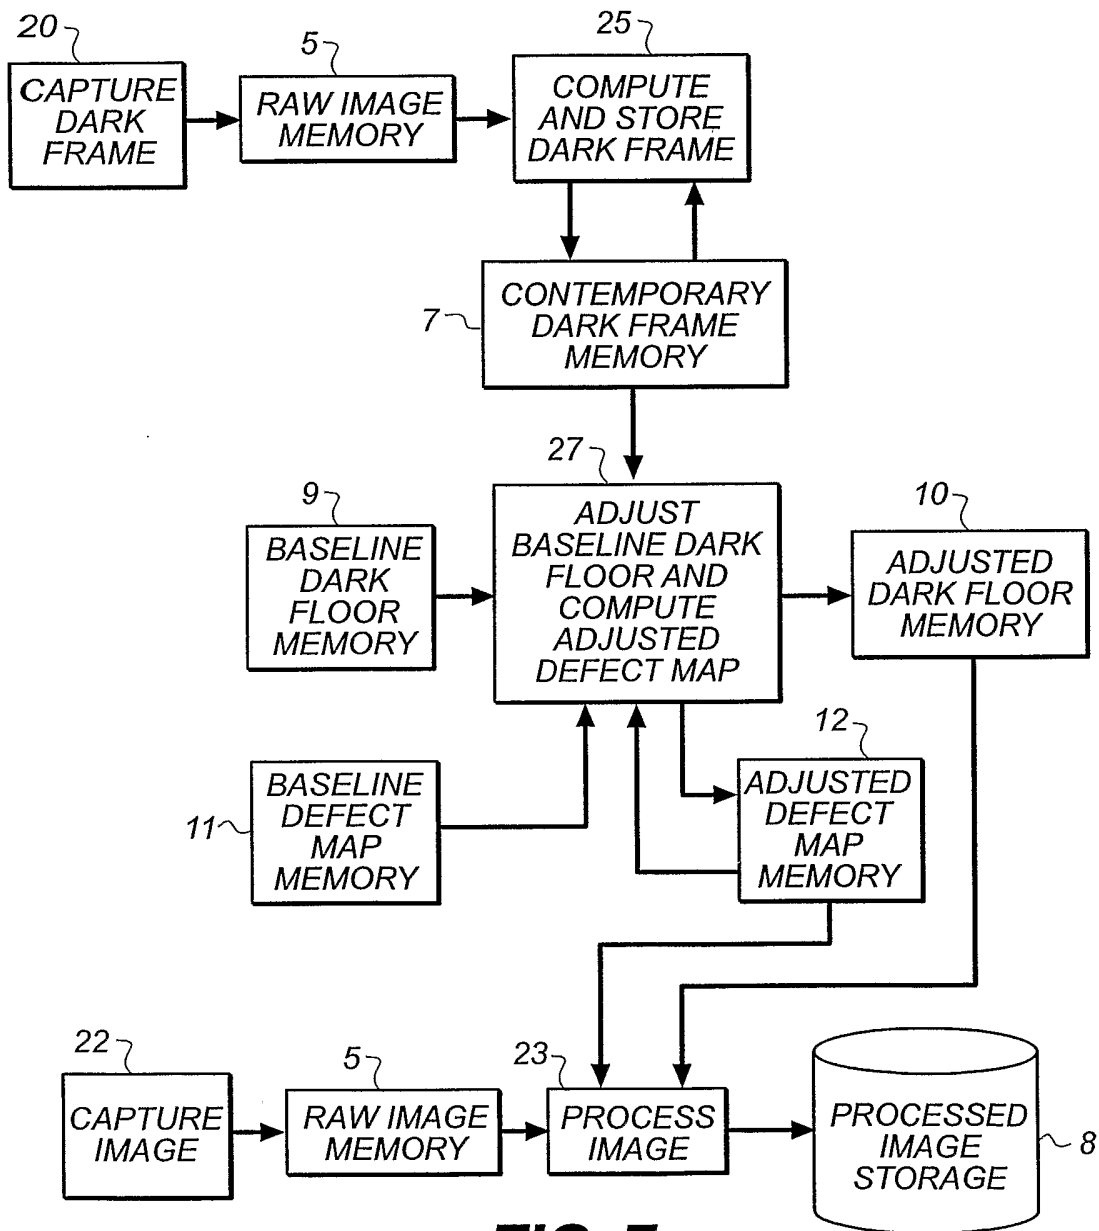 20
CAPTURE
DARK
FRAME
5
RAW IMAGE
MEMORY
25
COMPUTE
AND STORE
DARK FRAME
7
CONTEMPORARY
DARK FRAME
MEMORY
27
ADJUST
BASELINE DARK
FLOOR AND
COMPUTE
ADJUSTED
DEFECT MAP
9
BASELINE
DARK
FLOOR
MEMORY
10
ADJUSTED
DARK FLOOR
MEMORY
11
BASELINE
DEFECT
MAP
MEMORY
12
ADJUSTED
DEFECT
MAP
MEMORY
22
CAPTURE
IMAGE
5
RAW IMAGE
MEMORY
23
PROCESS
IMAGE
PROCESSED
IMAGE
STORAGE
8